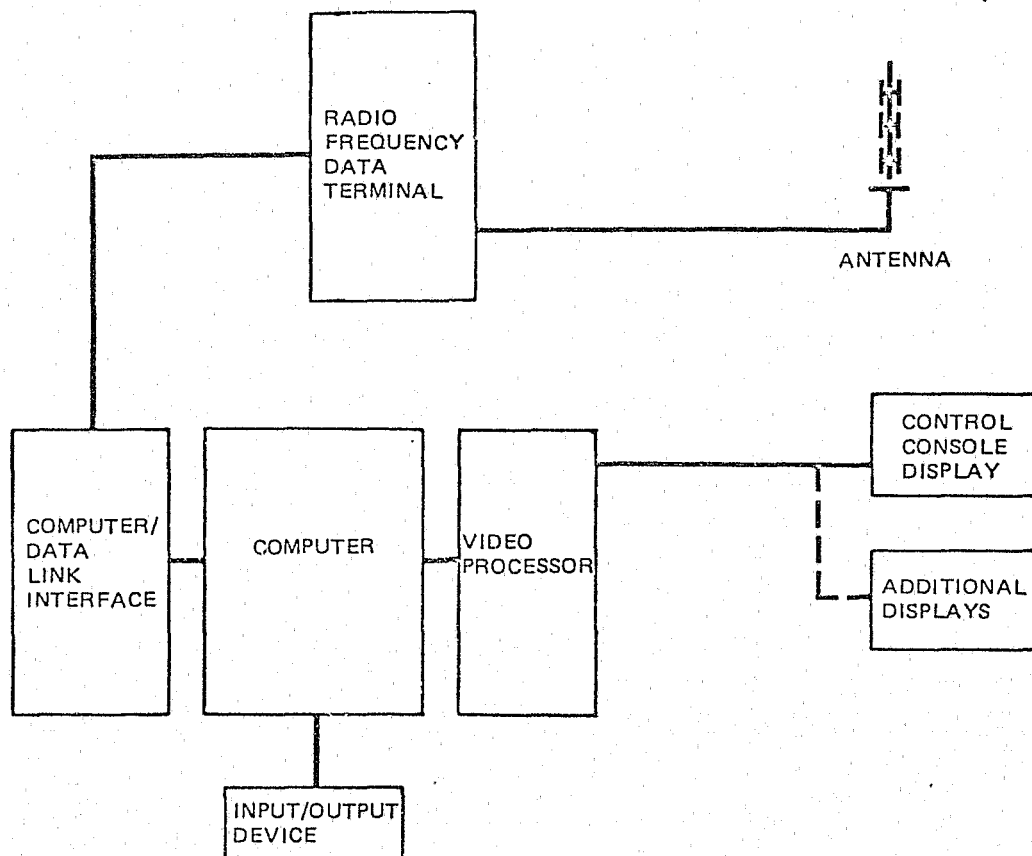 RADIO
FREQUENCY
DATA
TERMINAL
ANTENNA
CONTROL
CONSOLE
DISPLAY
COMPUTER/
DATA
LINK
INTERFACE
COMPUTER
VIDEO
PROCESSOR
ADDITIONAL
DISPLAYS
INPUT/OUTPUT
DEVICE